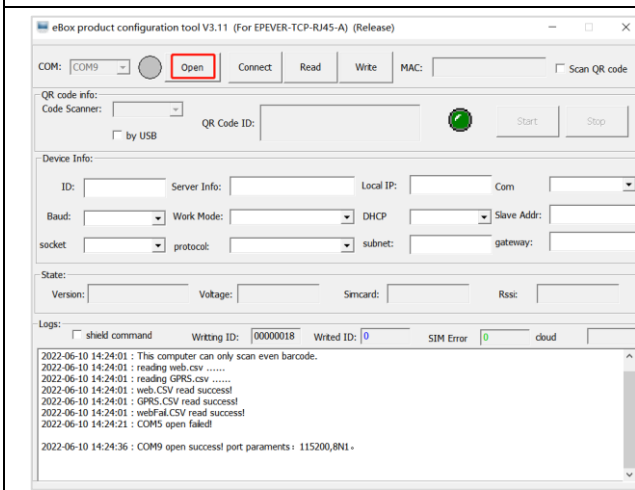 eBox product configuration tool V3.11 (For EPEVER-TCP-RJ45-A) (Release)
COM: COM9 Open Connect Read Write MAC: Scan QR code
QR code info:
Code Scanner:
by USB
QR Code ID:
Start Stop
Device Info:
ID: Server Info: Local IP: Com
Baud: Work Mode: DHCP Slave Addr:
socket protocol: subnet: gateway:
State:
Version: Voltage: Simcard: Rssi:
Logs:
shield command Writting ID: 00000018 Writed ID: 0 SIM Error 0 cloud
2022-06-10 14:24:01 : This computer can only scan even barcode.
2022-06-10 14:24:01 : reading web.csv ......
2022-06-10 14:24:01 : reading GPRS.csv ......
2022-06-10 14:24:01 : web.CSV read success!
2022-06-10 14:24:01 : GPRS.CSV read success!
2022-06-10 14:24:01 : webFail.CSV read success!
2022-06-10 14:24:21 : COM5 open failed!
2022-06-10 14:24:36 : COM9 open success! port paraments：115200,8N1。